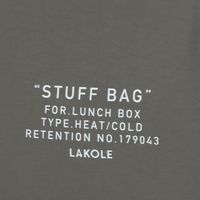 “STUFF BAG”
FOR.LUNCH BOX
TYPE.HEAT/COLD
RETENTION NO.179043
LAKOLE